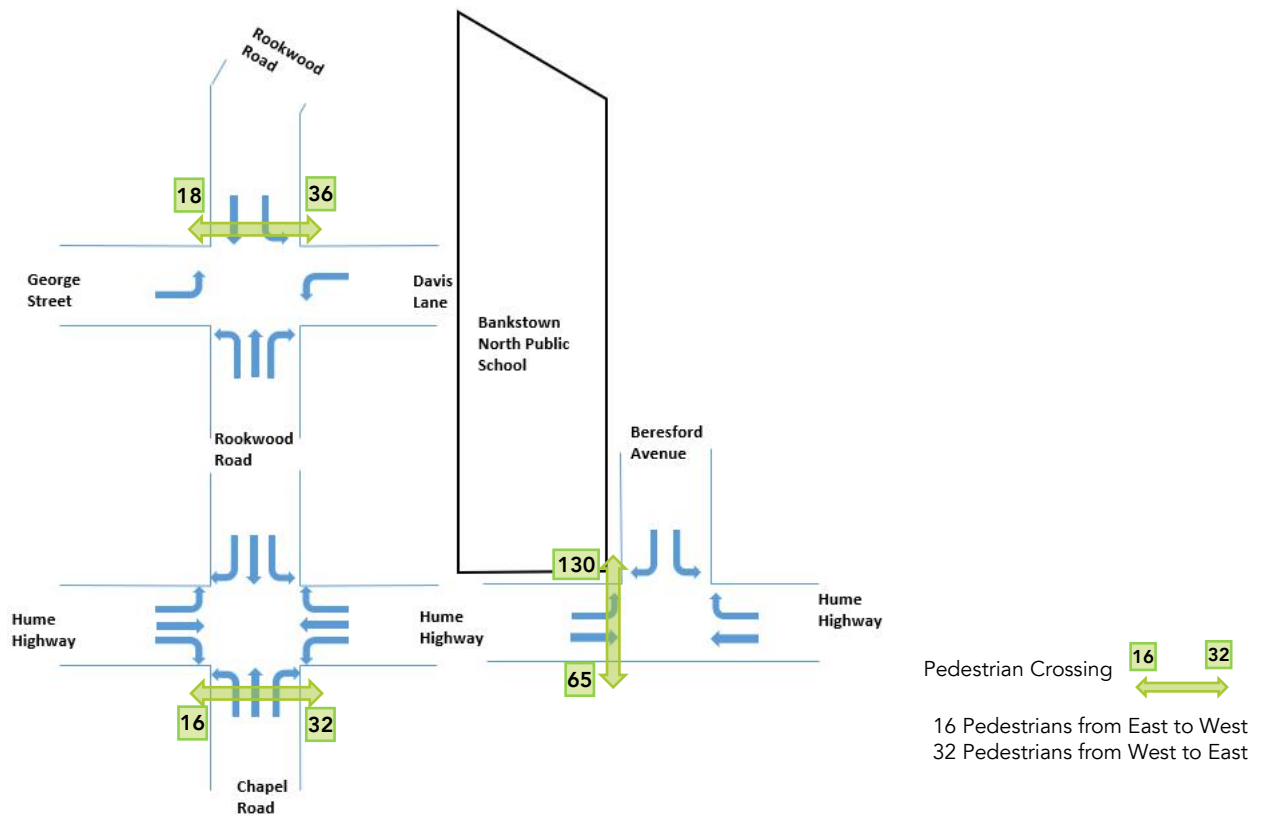 Rookwood
Road
18
36
George
Street
Davis
Lane
Bankstown
North Public
School
Rookwood
Road
Beresford
Avenue
130
Hume
Highway
Hume
Highway
Hume
Highway
65
16
32
Chapel
Road
Pedestrian Crossing
16
32
16 Pedestrians from East to West
32 Pedestrians from West to East